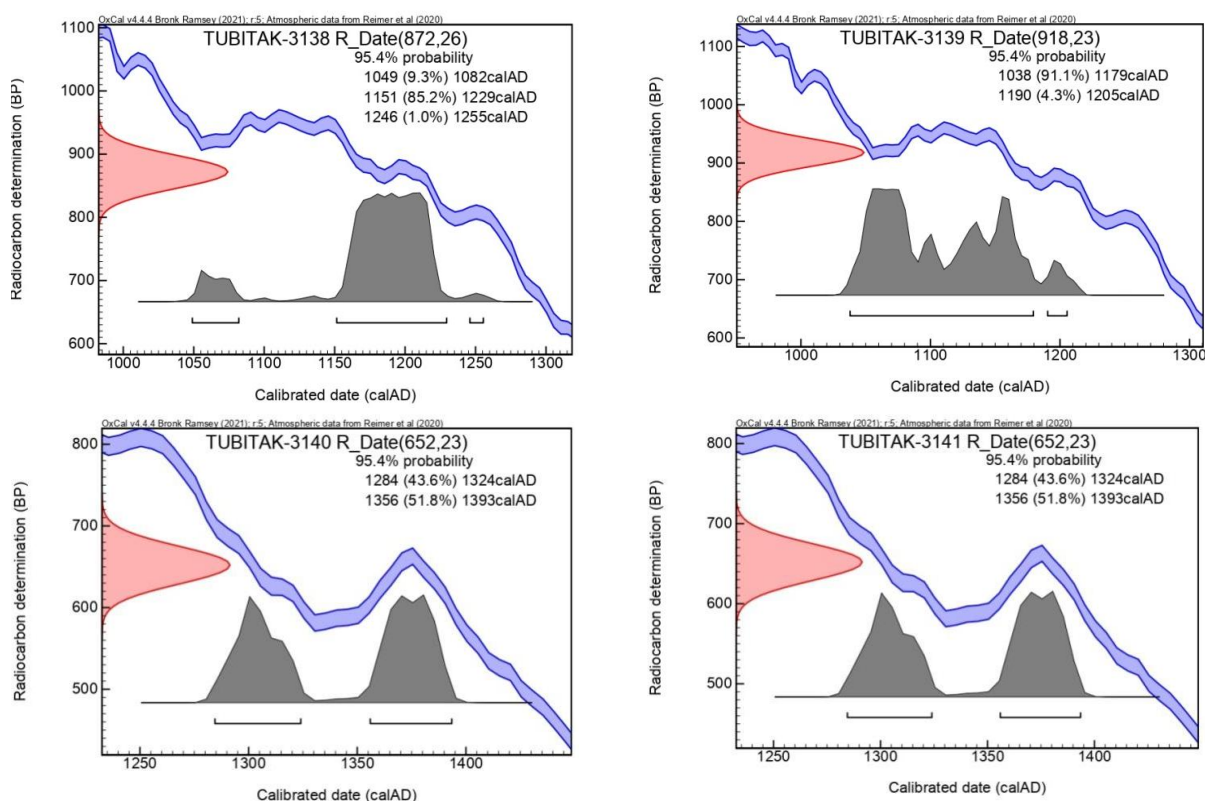 OxCal v4.4.4 Bronk Ramsey (2021); r:5; Atmospheric data from Reimer et al (2020)
TUBITAK-3138 R_Date(872,26)
95.4% probability
1049 (9.3%) 1082calAD
1151 (85.2%) 1229calAD
1246 (1.0%) 1255calAD
Radiocarbon determination (BP)
1100
1000
900
800
700
600
1000 1050 1100 1150 1200 1250 1300
Calibrated date (calAD)
OxCal v4.4.4 Bronk Ramsey (2021); r:5; Atmospheric data from Reimer et al (2020)
TUBITAK-3139 R_Date(918,23)
95.4% probability
1038 (91.1%) 1179calAD
1190 (4.3%) 1205calAD
Radiocarbon determination (BP)
1100
1000
900
800
700
600
1000 1100 1200 1300
Calibrated date (calAD)
OxCal v4.4.4 Bronk Ramsey (2021); r:5; Atmospheric data from Reimer et al (2020)
TUBITAK-3140 R_Date(652,23)
95.4% probability
1284 (43.6%) 1324calAD
1356 (51.8%) 1393calAD
Radiocarbon determination (BP)
800
700
600
500
1250 1300 1350 1400
Calibrated date (calAD)
OxCal v4.4.4 Bronk Ramsey (2021); r:5; Atmospheric data from Reimer et al (2020)
TUBITAK-3141 R_Date(652,23)
95.4% probability
1284 (43.6%) 1324calAD
1356 (51.8%) 1393calAD
Radiocarbon determination (BP)
800
700
600
500
1250 1300 1350 1400
Calibrated date (calAD)